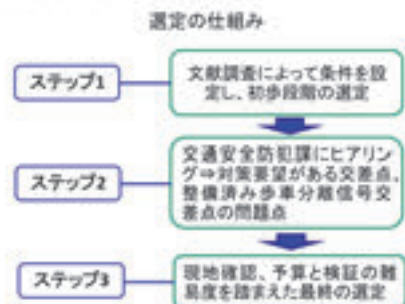 選定の仕組み
ステップ1
文献調査によって条件を設
定し、初歩段階の選定
ステップ2
交通安全防犯課にヒアリン
グ⇒対策要望がある交差点、
整備済み歩車分離信号交
差点の問題点
ステップ3
現地確認、予算と検証の難
易度を踏まえた最終の選定